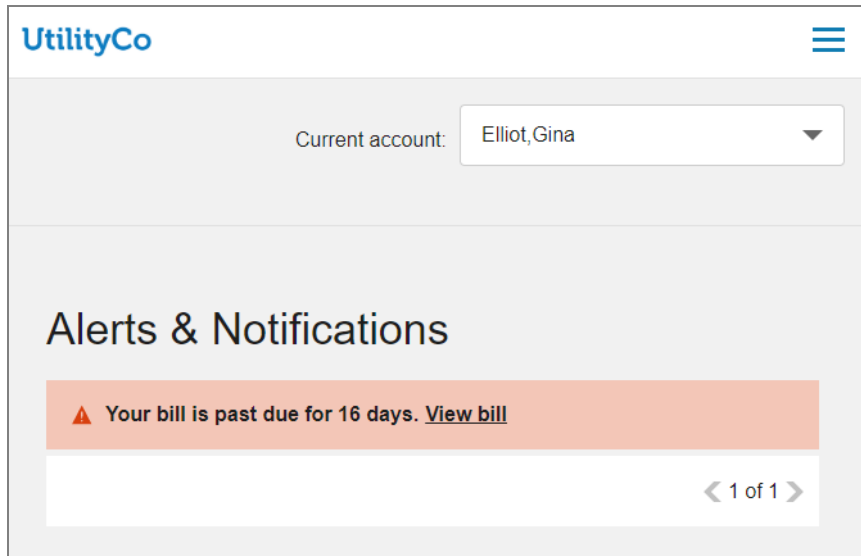 UtilityCo
Current account: Elliot,Gina
Alerts & Notifications
Your bill is past due for 16 days. View bill
1 of 1